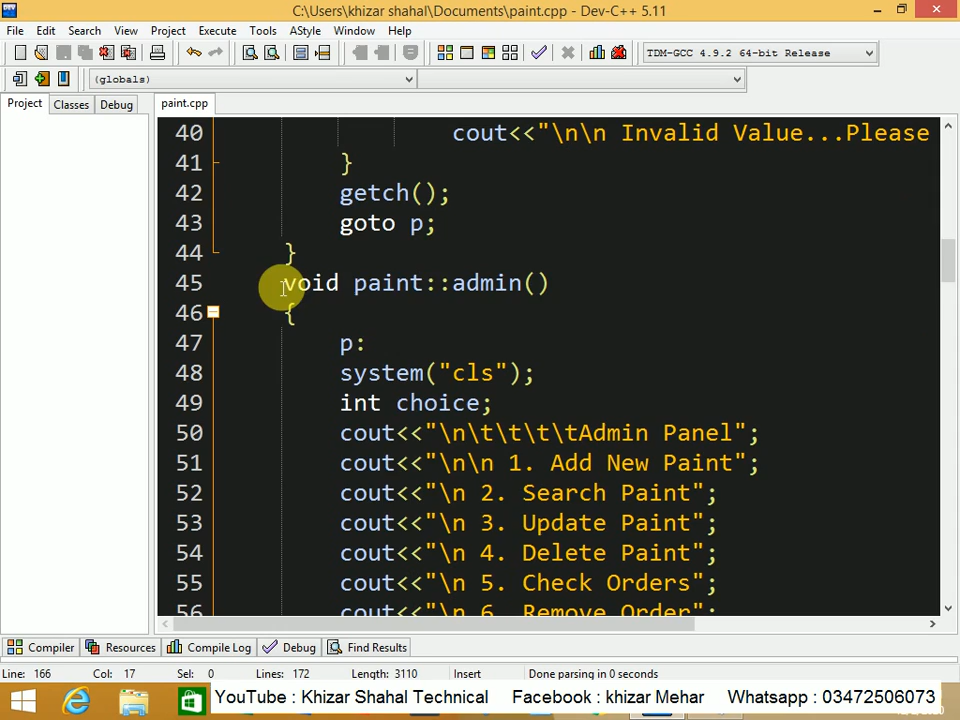 C:\Users\khizar shahal\Documents\paint.cpp - Dev-C++ 5.11
File Edit Search View Project Execute Tools AStyle Window Help
TDM-GCC 4.9.2 64-bit Release
(globals)
Project Classes Debug paint.cpp
40 cout<<"\n\n Invalid Value...Please
41 }
42 getch();
43 goto p;
44 }
45 void paint::admin()
46 {
47 p:
48 system("cls");
49 int choice;
50 cout<<"\n\t\t\t\tAdmin Panel";
51 cout<<"\n\n 1. Add New Paint";
52 cout<<"\n 2. Search Paint";
53 cout<<"\n 3. Update Paint";
54 cout<<"\n 4. Delete Paint";
55 cout<<"\n 5. Check Orders";
56 cout<<"\n 6. Remove Order";
Compiler Resources Compile Log Debug Find Results
Line: 166 Col: 17 Sel: 0 Lines: 172 Length: 3110 Insert Done parsing in 0 seconds
YouTube : Khizar Shahal Technical Facebook : khizar Mehar Whatsapp : 03472506073